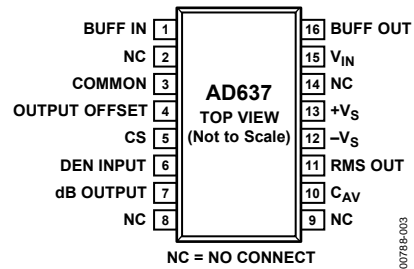 BUFF IN 1
NC 2
COMMON 3
OUTPUT OFFSET 4
CS 5
DEN INPUT 6
dB OUTPUT 7
NC 8
AD637
TOP VIEW
(Not to Scale)
16 BUFF OUT
15 VIN
14 NC
13 +VS
12 –VS
11 RMS OUT
10 CAV
9 NC
NC = NO CONNECT
00788-003